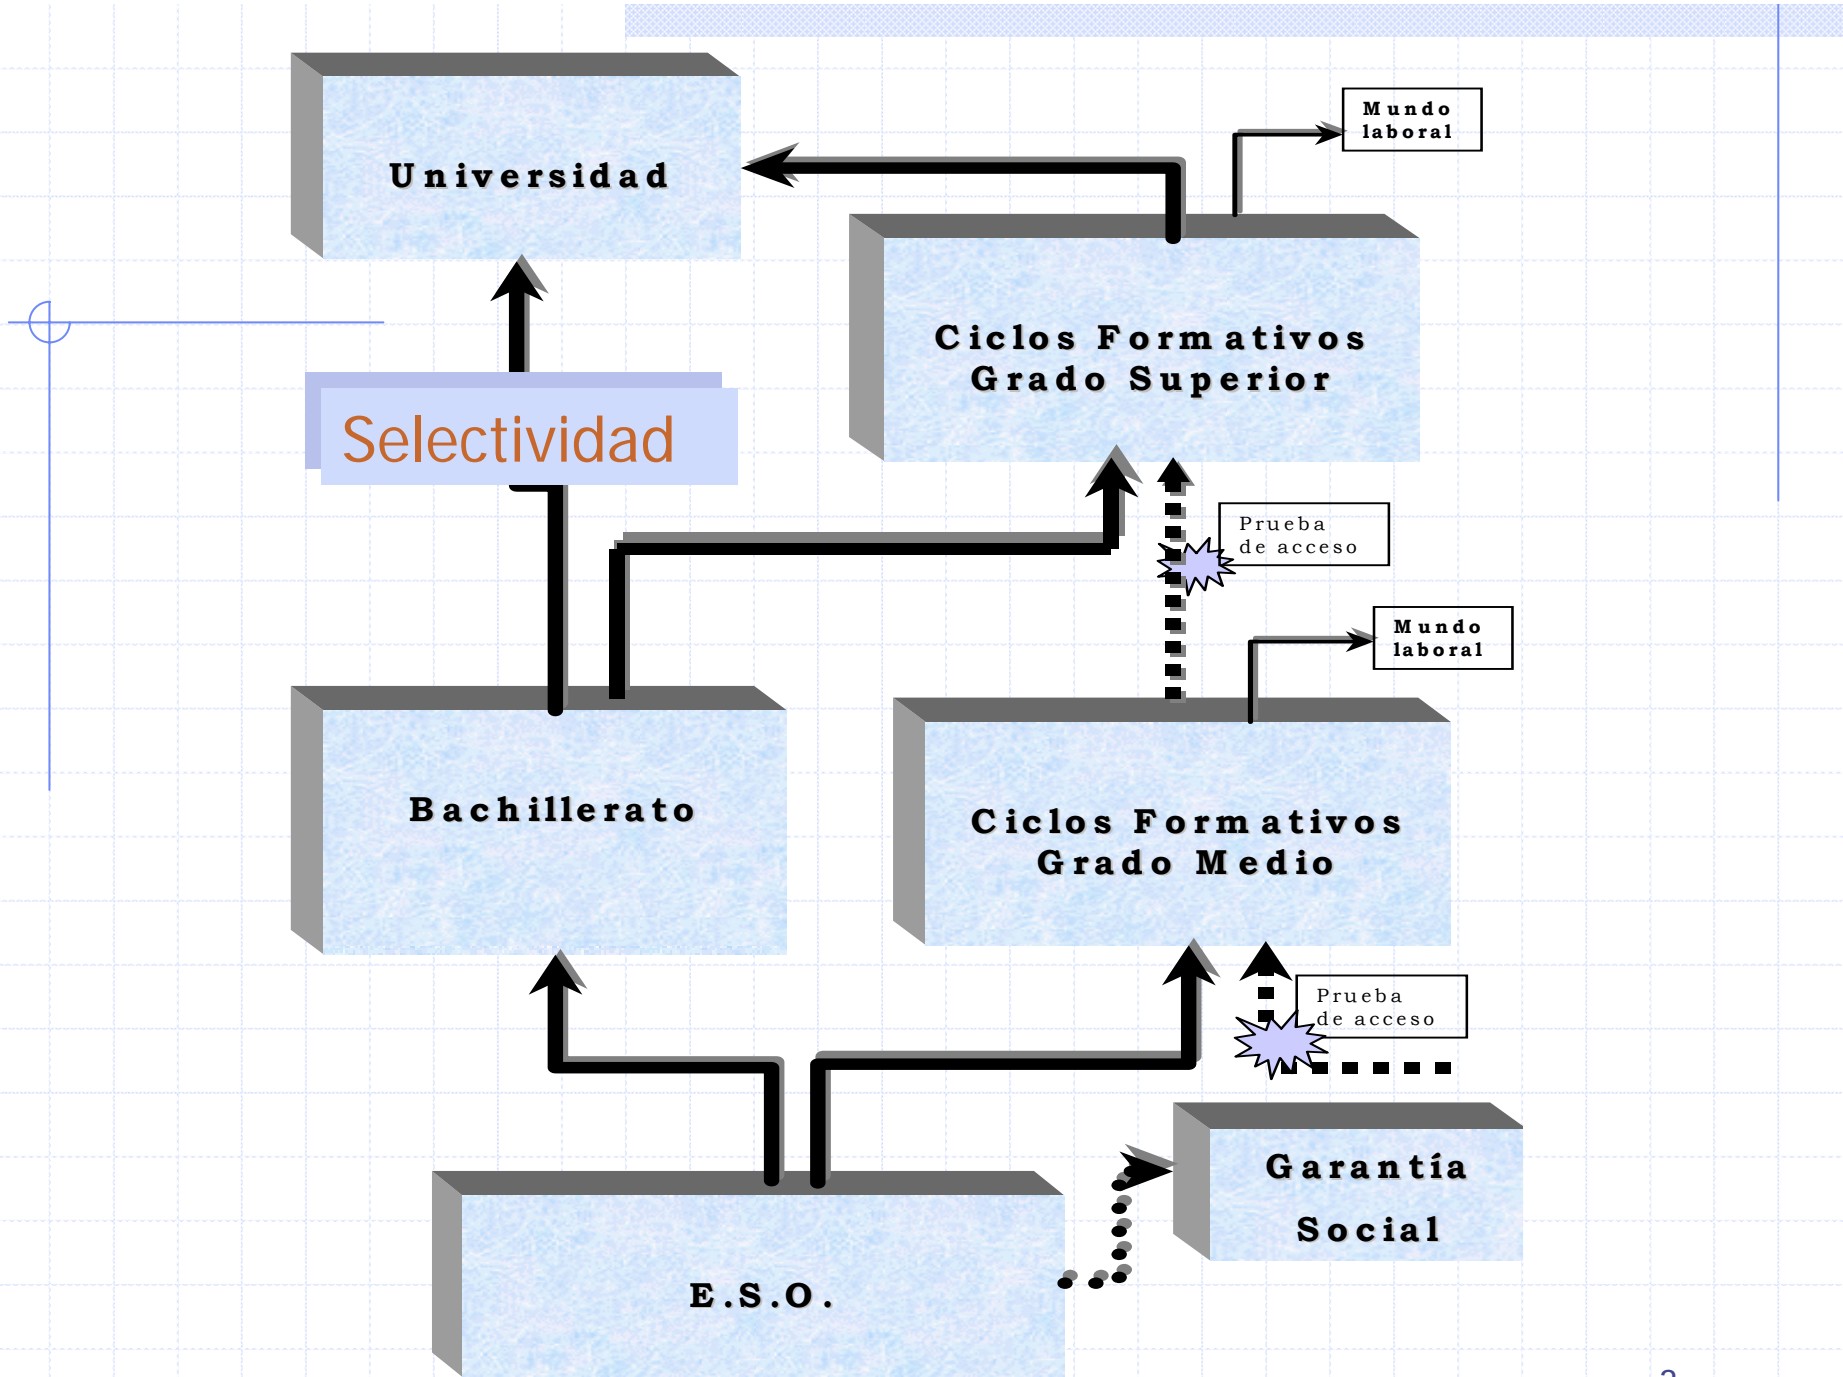 Universidad
Mundo
laboral
Ciclos Formativos
Grado Superior
Selectividad
Prueba
de acceso
Mundo
laboral
Bachillerato
Ciclos Formativos
Grado Medio
Prueba
de acceso
Garantía
Social
E.S.O.